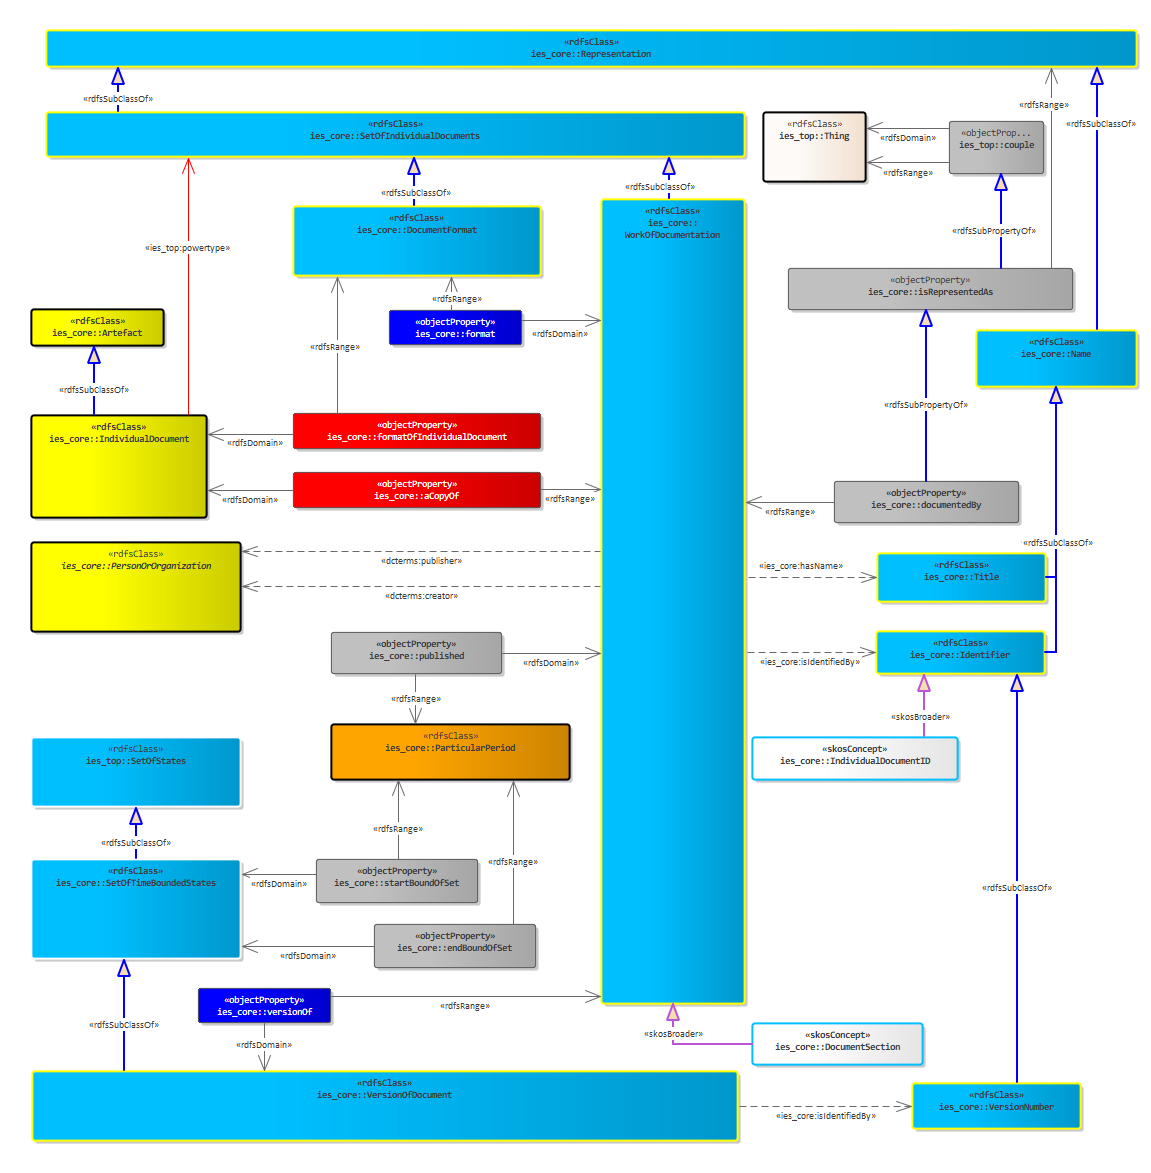 «rdfsClass»
ies_core::Representation
«rdfsSubClassOf»
«rdfsRange»
«rdfsSubClassOf»
«rdfsClass»
ies_core::SetOfIndividualDocuments
«rdfsClass»
ies_top::Thing
«rdfsDomain»
«rdfsRange»
«objectProp...
ies_top::couple
«rdfsSubClassOf»
«rdfsSubClassOf»
«rdfsClass»
ies_core::DocumentFormat
«rdfsClass»
ies_core::
WorkOfDocumentation
«rdfsSubPropertyOf»
«ies_top:powertype»
«objectProperty»
ies_core::isRepresentedAs
«rdfsRange»
«objectProperty»
ies_core::format
«rdfsDomain»
«rdfsClass»
ies_core::Artefact
«rdfsRange»
«rdfsClass»
ies_core::Name
«rdfsSubClassOf»
«rdfsSubPropertyOf»
«rdfsClass»
ies_core::IndividualDocument
«rdfsDomain»
«objectProperty»
ies_core::formatOfIndividualDocument
«rdfsDomain»
«objectProperty»
ies_core::aCopyOf
«rdfsRange»
«rdfsRange»
«objectProperty»
ies_core::documentedBy
«rdfsSubClassOf»
«rdfsClass»
ies_core::PersonOrOrganization
«dcterms:publisher»
«dcterms:creator»
«ies_core:hasName»
«rdfsClass»
ies_core::Title
«objectProperty»
ies_core::published
«rdfsDomain»
«ies_core:isIdentifiedBy»
«rdfsClass»
ies_core::Identifier
«rdfsRange»
«skosBroader»
«rdfsClass»
ies_core::ParticularPeriod
«skosConcept»
ies_core::IndividualDocumentID
«rdfsClass»
ies_top::SetOfStates
«rdfsSubClassOf»
«rdfsRange»
«rdfsRange»
«rdfsClass»
ies_core::SetOfTimeBoundedStates
«rdfsDomain»
«objectProperty»
ies_core::startBoundOfSet
«rdfsSubClassOf»
«rdfsDomain»
«objectProperty»
ies_core::endBoundOfSet
«objectProperty»
ies_core::versionOf
«rdfsRange»
«rdfsSubClassOf»
«rdfsDomain»
«skosBroader»
«skosConcept»
ies_core::DocumentSection
«rdfsClass»
ies_core::VersionOfDocument
«ies_core:isIdentifiedBy»
«rdfsClass»
ies_core::VersionNumber